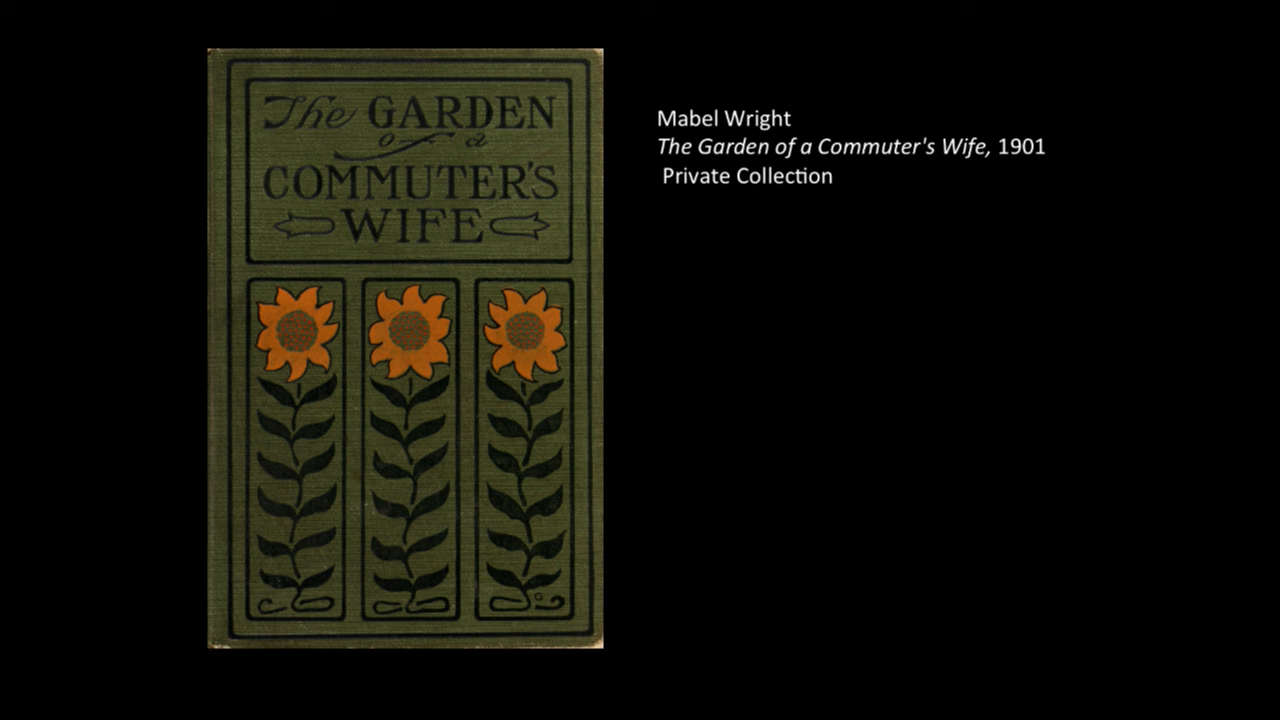 The GARDEN
of a
COMMUTER'S
WIFE
G
Mabel Wright
The Garden of a Commuter's Wife, 1901
Private Collection